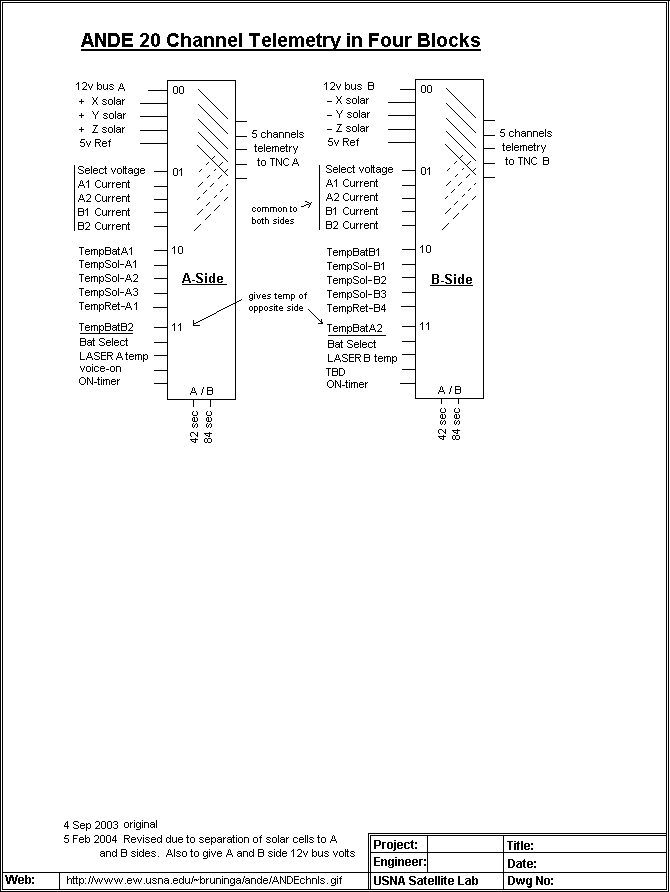 ANDE 20 Channel Telemetry in Four Blocks
12v bus A
+ X solar
+ Y solar
+ Z solar
5v Ref
00
5 channels
telemetry
to TNC A
Select voltage
A1 Current
A2 Current
B1 Current
B2 Current
01
TempBatA1
TempSol-A1
TempSol-A2
TempSol-A3
TempRet-A1
10
A-Side
TempBatB2
Bat Select
LASER A temp
voice-on
ON-timer
11
A / B
42 sec
84 sec
common to
both sides
gives temp of
opposite side
12v bus B
- X solar
- Y solar
- Z solar
5v Ref
00
5 channels
telemetry
to TNC B
Select voltage
A1 Current
A2 Current
B1 Current
B2 Current
01
TempBatB1
TempSol-B1
TempSol-B2
TempSol-B3
TempRet-B4
10
B-Side
TempBatA2
Bat Select
LASER B temp
TBD
ON-timer
11
A / B
42 sec
84 sec
4 Sep 2003 original
5 Feb 2004 Revised due to separation of solar cells to A
and B sides. Also to give A and B side 12v bus volts
Project:
Title:
Engineer:
Date:
Web:
http://www.ew.usna.edu/~bruninga/ande/ANDEchnls.gif
USNA Satellite Lab
Dwg No: